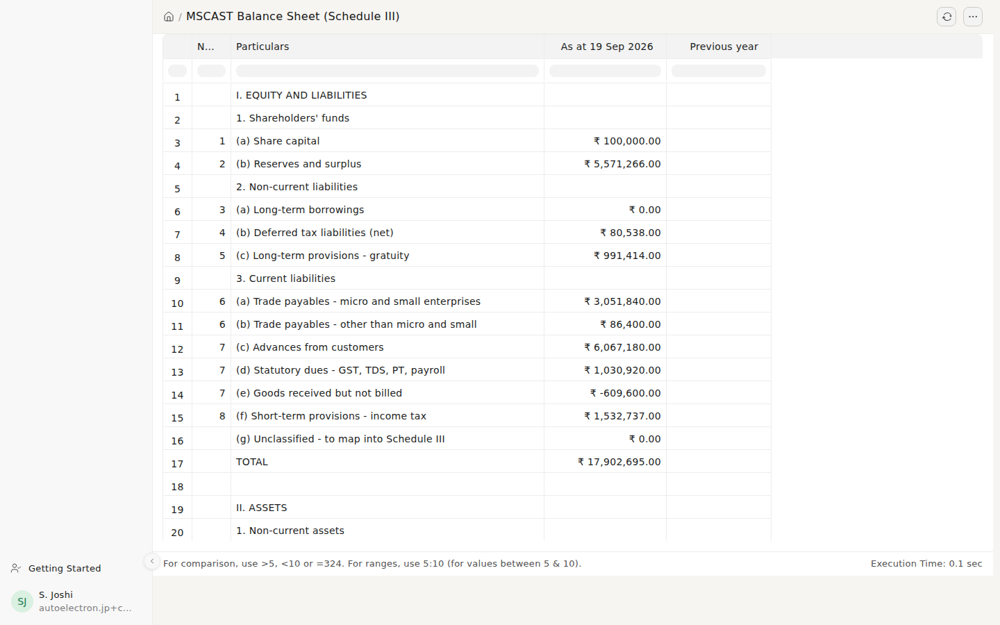 / MSCAST Balance Sheet (Schedule III)
N... Particulars As at 19 Sep 2026 Previous year
1 I. EQUITY AND LIABILITIES
2 1. Shareholders' funds
3 1 (a) Share capital ₹ 100,000.00
4 2 (b) Reserves and surplus ₹ 5,571,266.00
5 2. Non-current liabilities
6 3 (a) Long-term borrowings ₹ 0.00
7 4 (b) Deferred tax liabilities (net) ₹ 80,538.00
8 5 (c) Long-term provisions - gratuity ₹ 991,414.00
9 3. Current liabilities
10 6 (a) Trade payables - micro and small enterprises ₹ 3,051,840.00
11 6 (b) Trade payables - other than micro and small ₹ 86,400.00
12 7 (c) Advances from customers ₹ 6,067,180.00
13 7 (d) Statutory dues - GST, TDS, PT, payroll ₹ 1,030,920.00
14 7 (e) Goods received but not billed ₹ -609,600.00
15 8 (f) Short-term provisions - income tax ₹ 1,532,737.00
16 (g) Unclassified - to map into Schedule III ₹ 0.00
17 TOTAL ₹ 17,902,695.00
18
19 II. ASSETS
20 1. Non-current assets
For comparison, use >5, <10 or =324. For ranges, use 5:10 (for values between 5 & 10). Execution Time: 0.1 sec
Getting Started
SJ S. Joshi
autoelectron.jp+c...